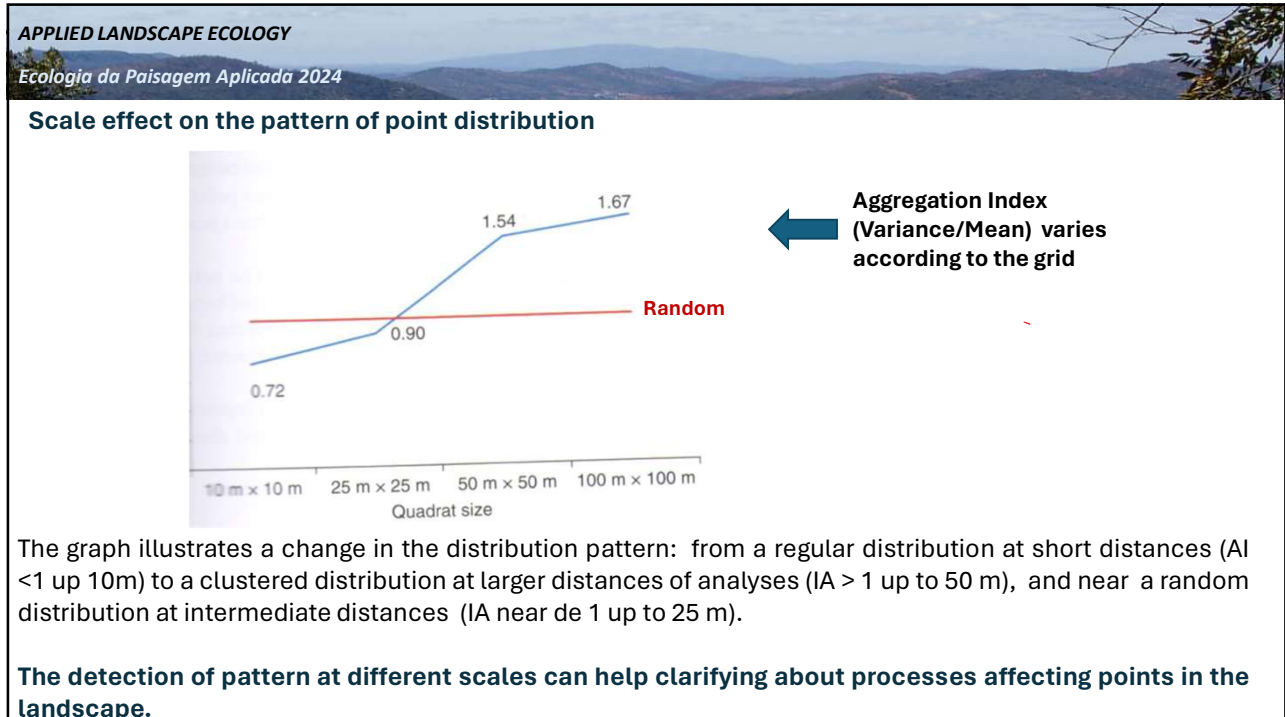 APPLIED LANDSCAPE ECOLOGY
Ecologia da Paisagem Aplicada 2024
Scale effect on the pattern of point distribution
1.67
1.54
0.90
0.72
Random
Aggregation Index
(Variance/Mean) varies
according to the grid
10 m × 10 m 25 m × 25 m 50 m × 50 m 100 m × 100 m
Quadrat size
The graph illustrates a change in the distribution pattern: from a regular distribution at short distances (AI
<1 up 10m) to a clustered distribution at larger distances of analyses (IA > 1 up to 50 m), and near a random
distribution at intermediate distances (IA near de 1 up to 25 m).
The detection of pattern at different scales can help clarifying about processes affecting points in the
landscape.